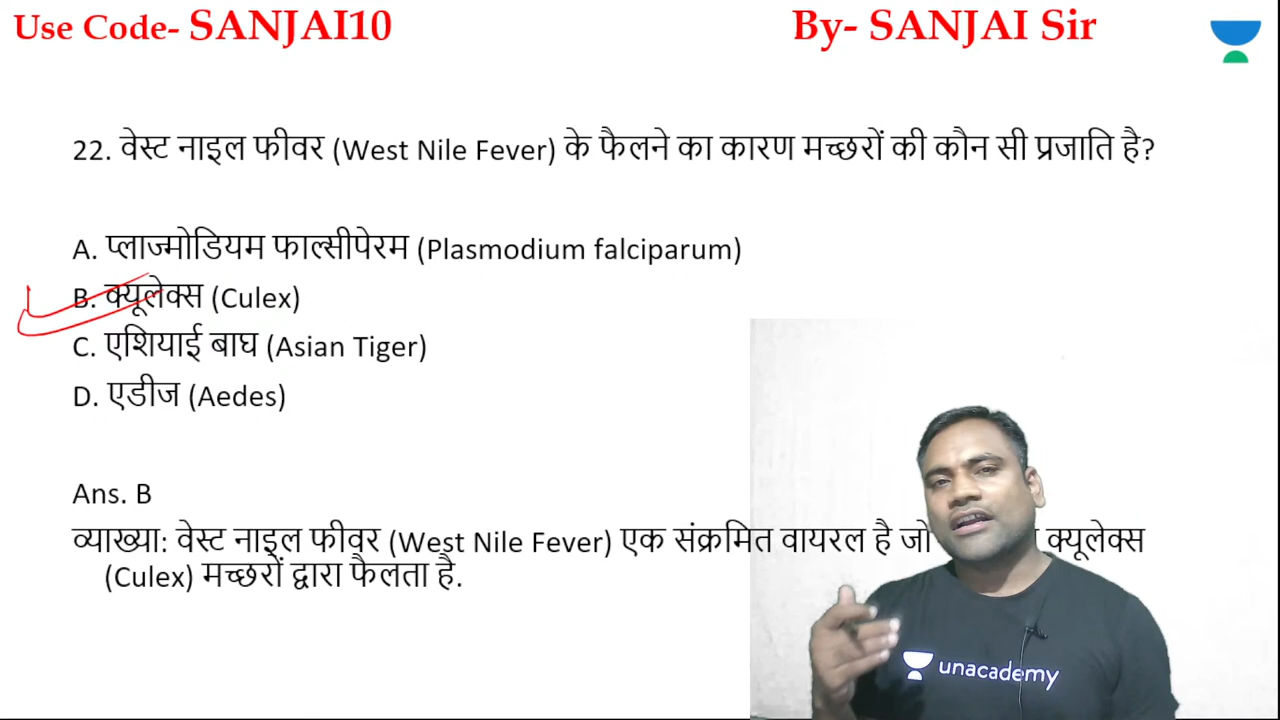 Use Code- SANJAI10
By- SANJAI Sir
22. वेस्ट नाइल फीवर (West Nile Fever) के फैलने का कारण मच्छरों की कौन सी प्रजाति है?
A. प्लाज्मोडियम फाल्सीपेरम (Plasmodium falciparum)
B. क्यूलेक्स (Culex)
C. एशियाई बाघ (Asian Tiger)
D. एडीज (Aedes)
Ans. B
व्याख्या: वेस्ट नाइल फीवर (West Nile Fever) एक संक्रमित वायरल है जो क्यूलेक्स
(Culex) मच्छरों द्वारा फैलता है.
unacademy